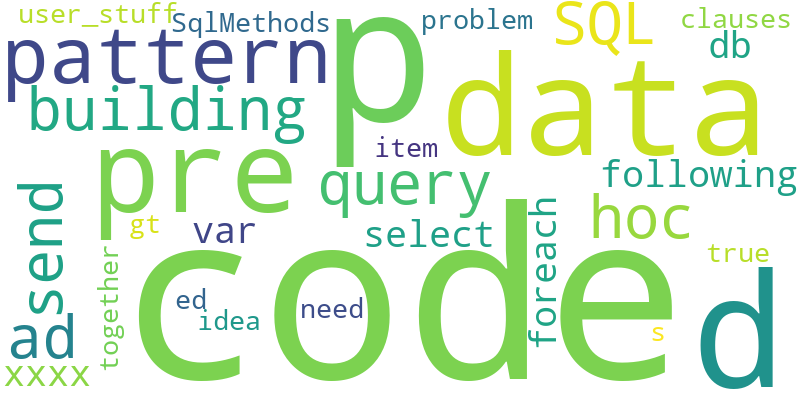 user_stuff
SqlMethods
p
problem
SQL
clauses
pattern
data
db
building
pre
item
query
following
send
gt
var
select
foreach
hoc
together
code
true
ed
idea
need
s
d
ad
xxxx